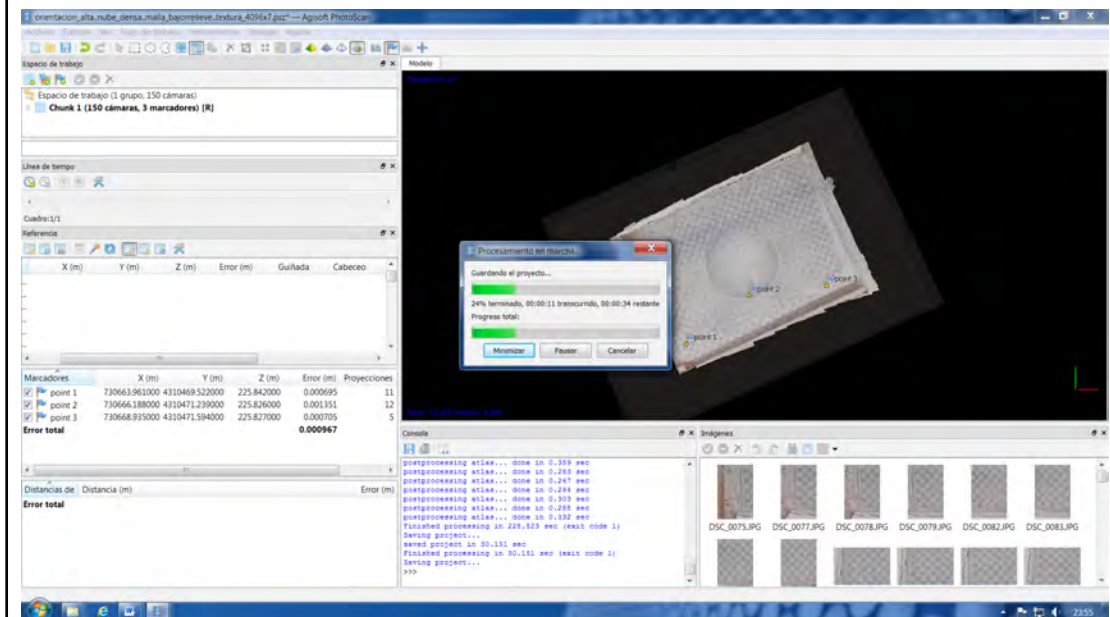 orientacion_alta.nube_densa.malla_bajorrelieve.textura_4096x7.psz* — Agisoft PhotoScan
Espacio de trabajo
Espacio de trabajo (1 grupo, 150 cámaras)
Chunk 1 (150 cámaras, 3 marcadores) [R]
Línea de tiempo
Cuadro:1/1
Referencia
X (m) Y (m) Z (m) Error (m) Guiñada Cabeceo
Marcadores X (m) Y (m) Z (m) Error (m) Proyecciones
point 1 730663.961000 4310469.522000 225.842000 0.000695 11
point 2 730666.188000 4310471.239000 225.826000 0.001351 12
point 3 730668.935000 4310471.594000 225.827000 0.000705 5
Error total 0.000967
Distancias de Distancia (m) Error (m)
Error total
Modelo
point 3
point 2
point 1
Procesamiento en marcha...
Guardando el proyecto...
24% terminado, 00:00:11 transcurrido, 00:00:34 restante
Progreso total:
Minimizar Pausar Cancelar
Consola
postprocessing atlas... done in 0.359 sec
postprocessing atlas... done in 0.263 sec
postprocessing atlas... done in 0.247 sec
postprocessing atlas... done in 0.244 sec
postprocessing atlas... done in 0.303 sec
postprocessing atlas... done in 0.288 sec
postprocessing atlas... done in 0.332 sec
Finished processing in 228.523 sec (exit code 1)
Saving project...
saved project in 30.151 sec
Finished processing in 30.151 sec (exit code 1)
Saving project...
>>>
Imágenes
DSC_0075.JPG DSC_0077.JPG DSC_0078.JPG DSC_0079.JPG DSC_0082.JPG DSC_0083.JPG
23:55